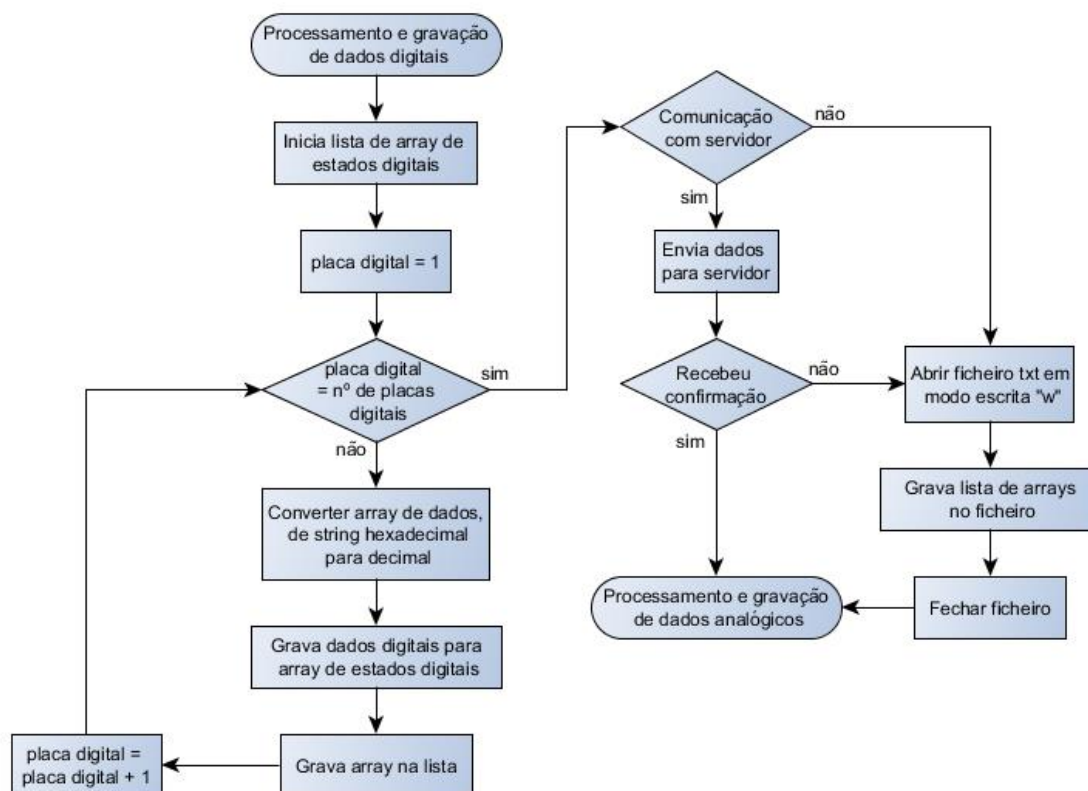 Processamento e gravação
de dados digitais
Inicia lista de array de
estados digitais
placa digital = 1
placa digital
= nº de placas
digitais
sim
não
Converter array de dados,
de string hexadecimal
para decimal
Grava dados digitais para
array de estados digitais
Grava array na lista
placa digital =
placa digital + 1
Comunicação
com servidor
não
sim
Envia dados
para servidor
Recebeu
confirmação
não
sim
Abrir ficheiro txt em
modo escrita "w"
Grava lista de arrays
no ficheiro
Fechar ficheiro
Processamento e gravação
de dados analógicos